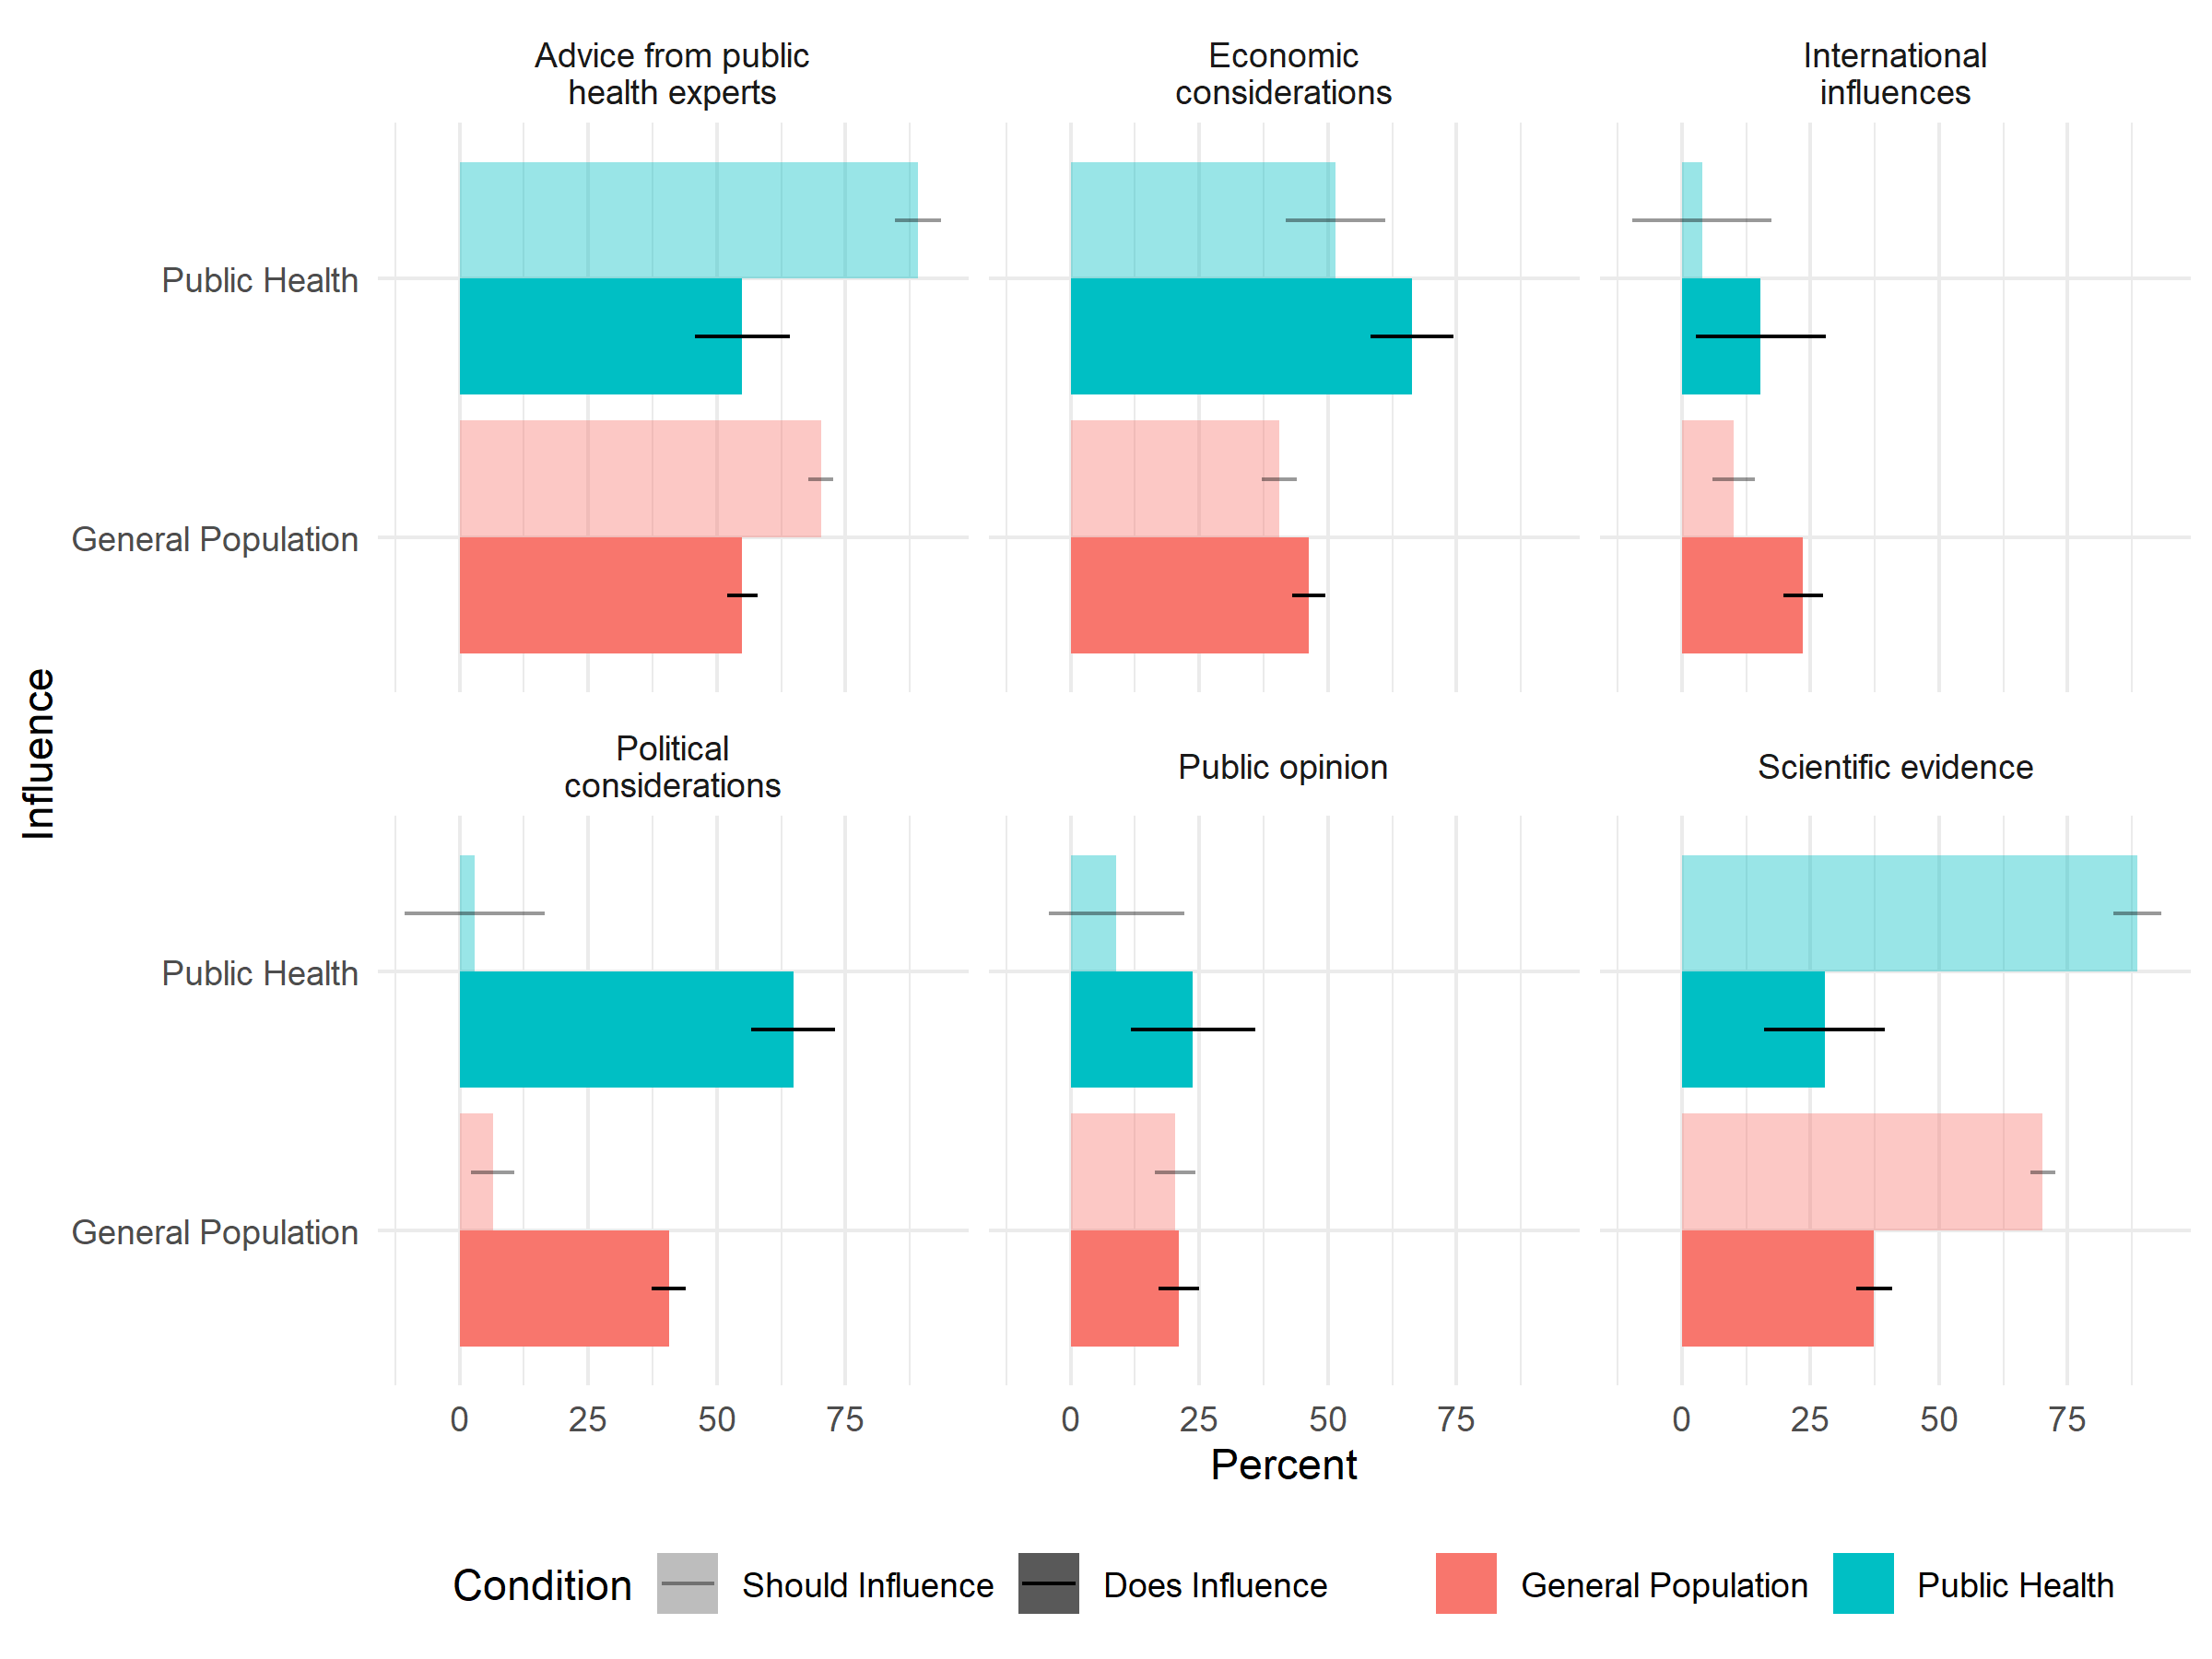 Advice from public
health experts
Economic
considerations
International
influences
Public Health
General Population
Influence
Political
considerations
Public opinion
Scientific evidence
Public Health
General Population
0 25 50 75
0 25 50 75
0 25 50 75
Percent
Condition
Should Influence
Does Influence
General Population
Public Health